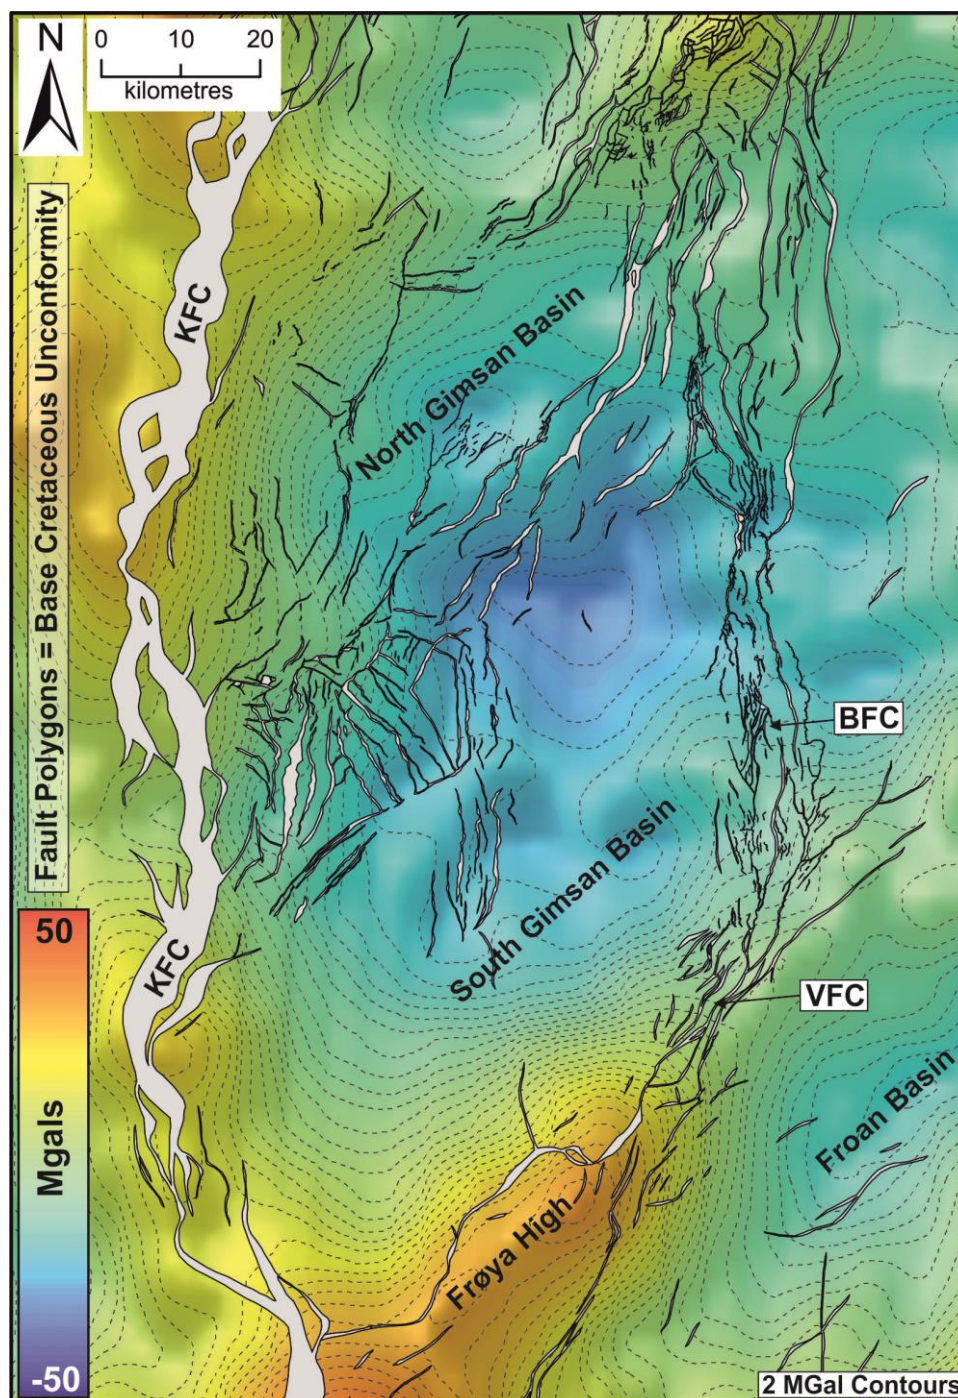 N
0 10 20
kilometres
Fault Polygons = Base Cretaceous Unconformity
KFC
North Gimsan Basin
BFC
South Gimsan Basin
KFC
VFC
Froan Basin
Frøya High
50
Mgals
-50
2 MGal Contours